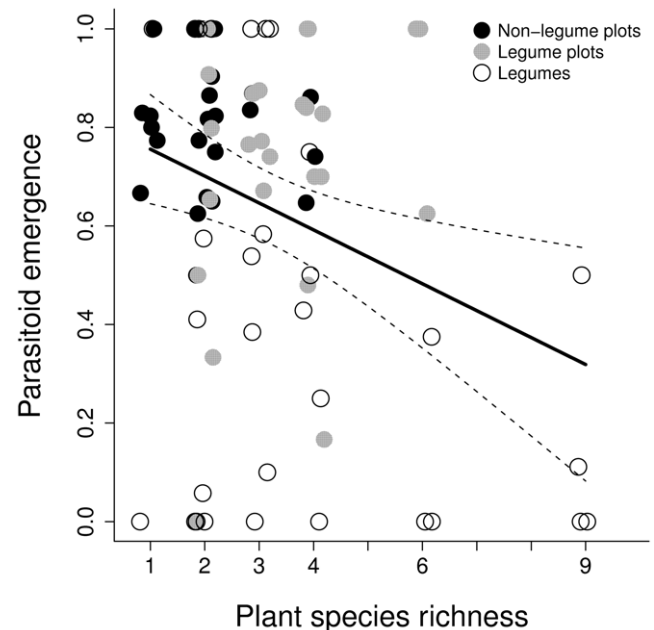 Non-legume plots
Legume plots
Legumes
Parasitoid emergence
1.0
0.8
0.6
0.4
0.2
0.0
1 2 3 4 6 9
Plant species richness